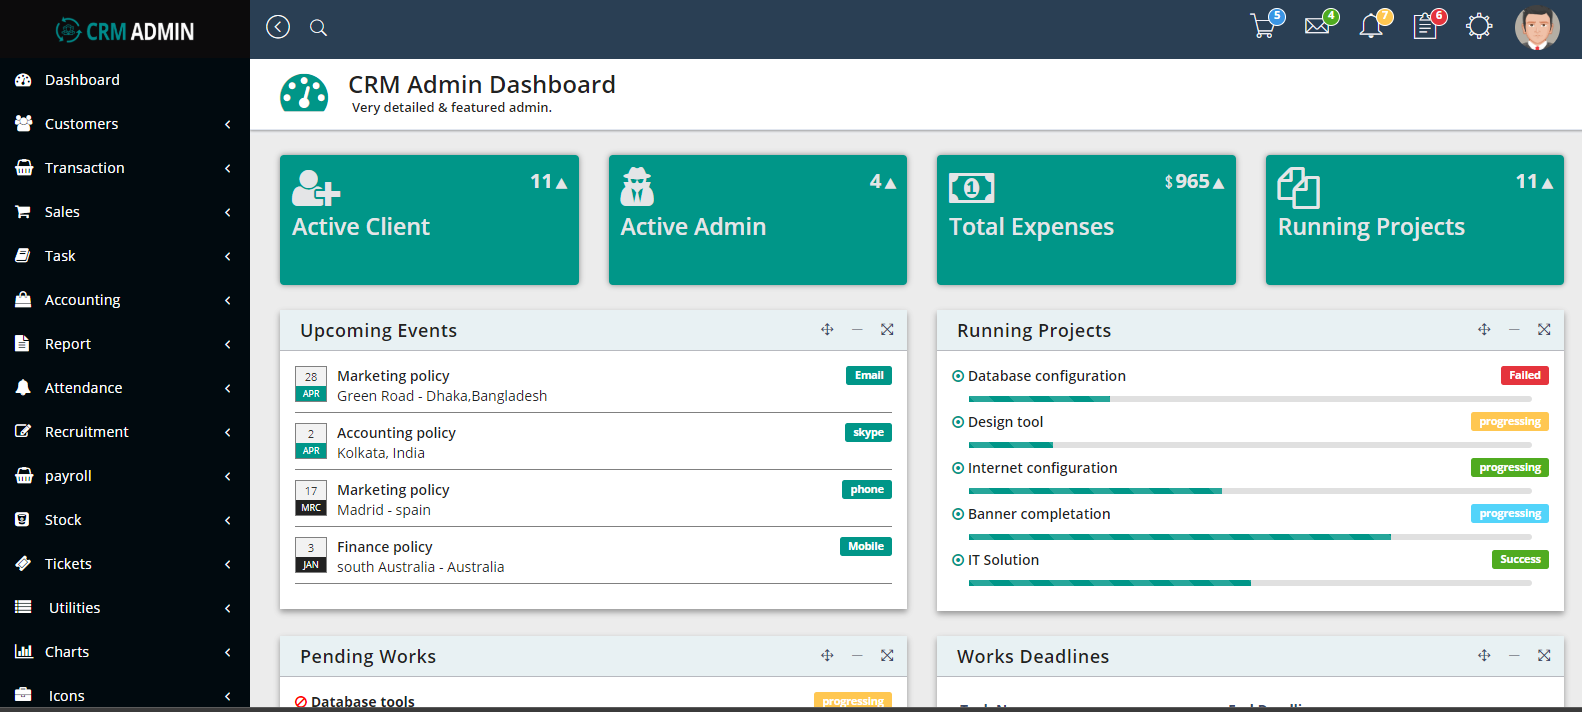 CRM ADMIN
5
4
7
6
Dashboard
Customers
Transaction
Sales
Task
Accounting
Report
Attendance
Recruitment
payroll
Stock
Tickets
Utilities
Charts
Icons
CRM Admin Dashboard
Very detailed & featured admin.
11
Active Client
4
Active Admin
$965
Total Expenses
11
Running Projects
Upcoming Events
28 APR
Marketing policy
Green Road - Dhaka,Bangladesh
Email
2 APR
Accounting policy
Kolkata, India
skype
17 MRC
Marketing policy
Madrid - spain
phone
3 JAN
Finance policy
south Australia - Australia
Mobile
Running Projects
Database configuration Failed
Design tool progressing
Internet configuration progressing
Banner completation progressing
IT Solution Success
Pending Works
Database tools progressing
Works Deadlines